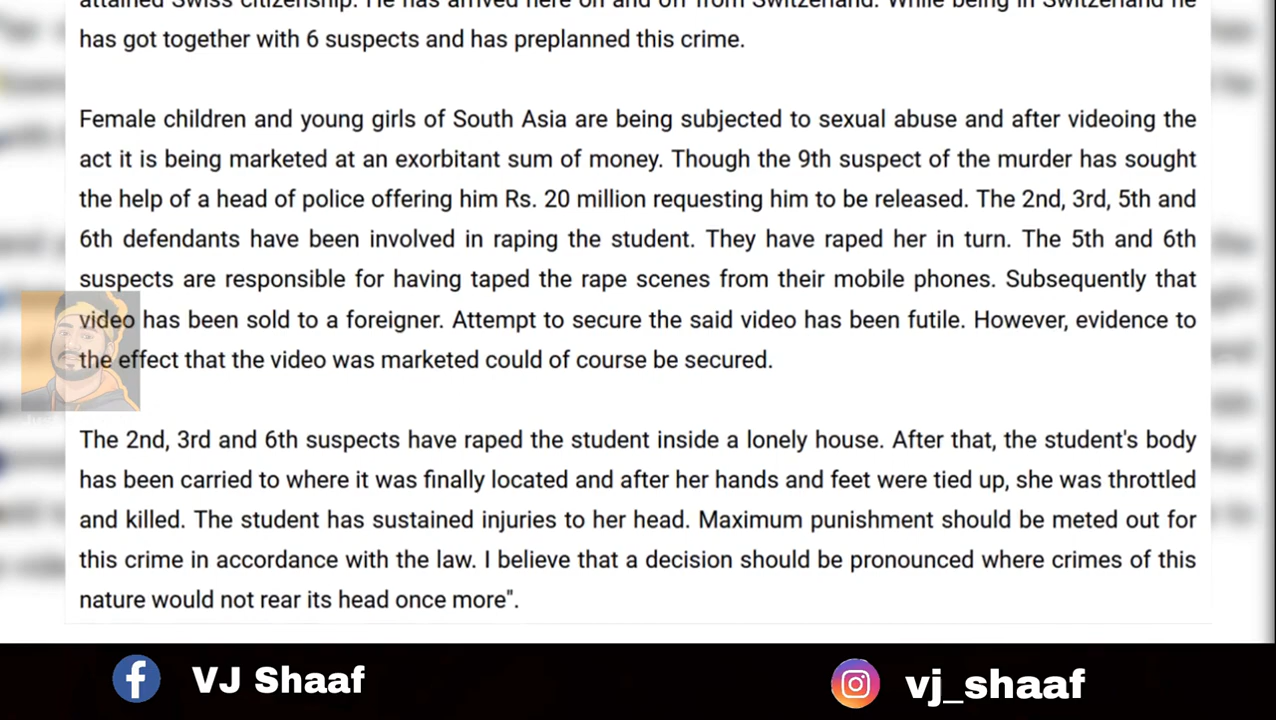 attained Swiss citizenship. He has arrived here on and off from Switzerland. While being in Switzerland he
has got together with 6 suspects and has preplanned this crime.
Female children and young girls of South Asia are being subjected to sexual abuse and after videoing the
act it is being marketed at an exorbitant sum of money. Though the 9th suspect of the murder has sought
the help of a head of police offering him Rs. 20 million requesting him to be released. The 2nd, 3rd, 5th and
6th defendants have been involved in raping the student. They have raped her in turn. The 5th and 6th
suspects are responsible for having taped the rape scenes from their mobile phones. Subsequently that
video has been sold to a foreigner. Attempt to secure the said video has been futile. However, evidence to
the effect that the video was marketed could of course be secured.
The 2nd, 3rd and 6th suspects have raped the student inside a lonely house. After that, the student's body
has been carried to where it was finally located and after her hands and feet were tied up, she was throttled
and killed. The student has sustained injuries to her head. Maximum punishment should be meted out for
this crime in accordance with the law. I believe that a decision should be pronounced where crimes of this
nature would not rear its head once more".
VJ Shaaf
vj_shaaf